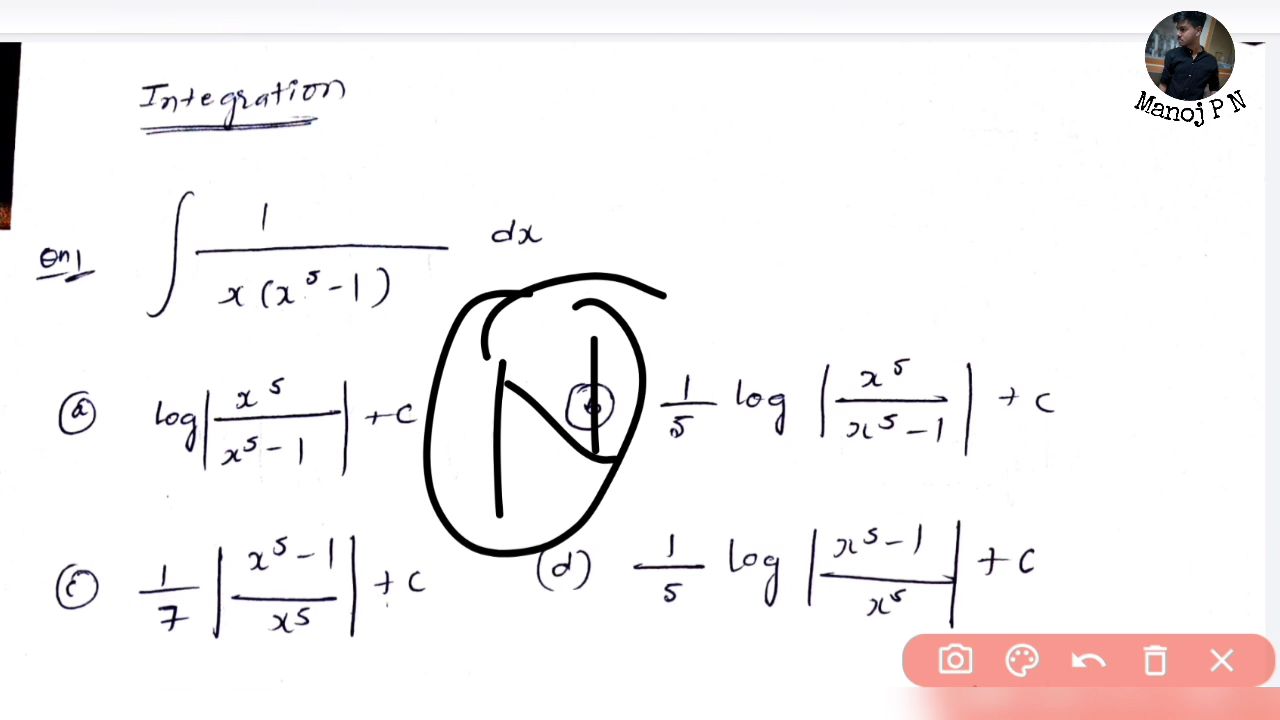 Manoj P N
Integration
Qn1 ∫ 1 / x(x⁵-1) dx
ⓐ log |x⁵ / x⁵-1| + c
ⓑ 1/5 log |x⁵ / x⁵-1| + c
ⓒ 1/7 |x⁵-1 / x⁵| + c
(d) 1/5 log |x⁵-1 / x⁵| + c
N